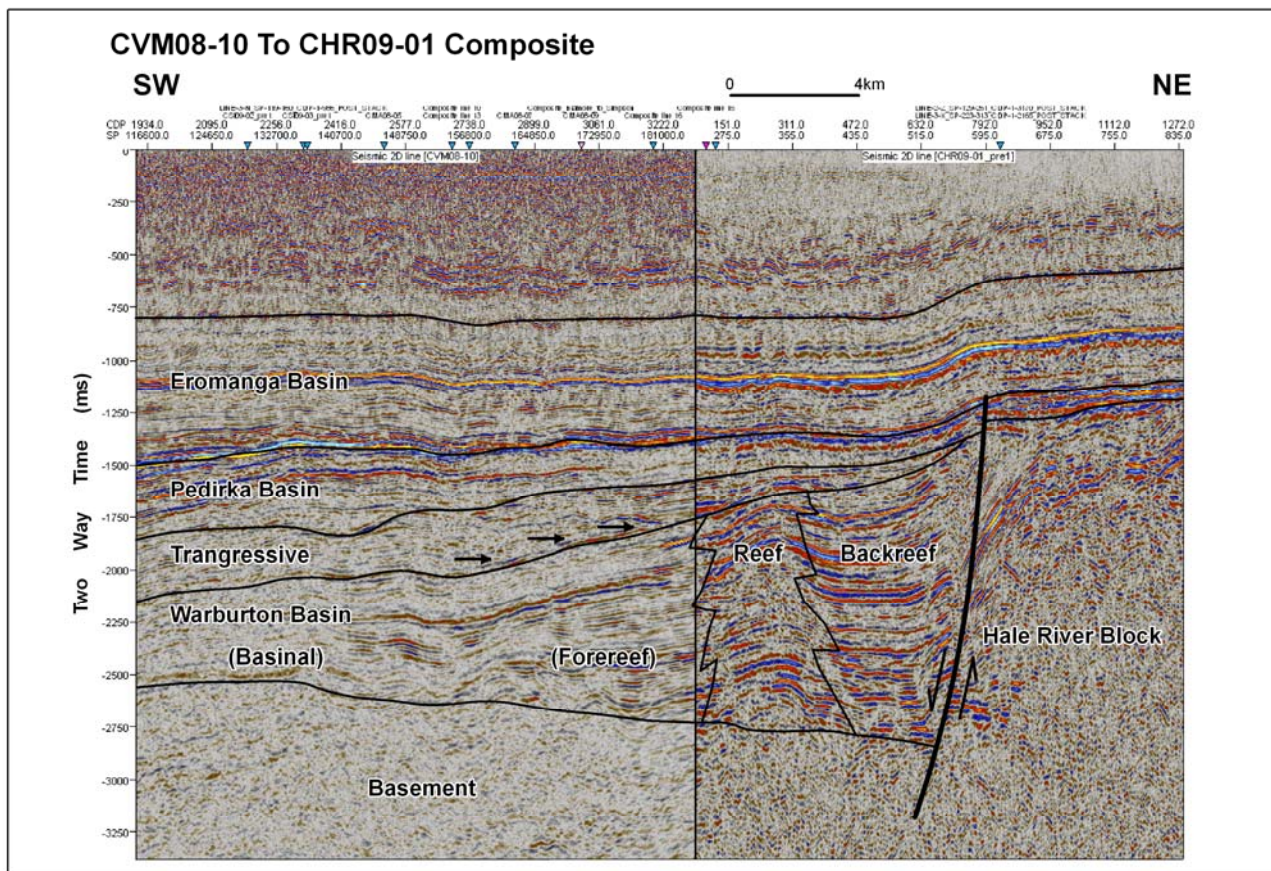 CVM08-10 To CHR09-01 Composite
SW
0 4km
NE
CDP 1934.0 2095.0 2256.0 2416.0 2577.0 2738.0 2899.0 3061.0 3222.0 151.0 311.0 472.0 632.0 792.0 952.0 1112.0 1272.0
SP 116600.0 124650.0 132700.0 140700.0 148750.0 156800.0 164850.0 172950.0 181000.0 275.0 355.0 435.0 515.0 595.0 675.0 755.0 835.0
Seismic 2D line [CVM08-10]
Seismic 2D line [CHR09-01_pre1]
0
-250
-500
-750
-1000
-1250
-1500
-1750
-2000
-2250
-2500
-2750
-3000
-3250
Two Way Time (ms)
Eromanga Basin
Pedirka Basin
Trangressive
Reef
Backreef
Warburton Basin
(Basinal)
(Forereef)
Hale River Block
Basement